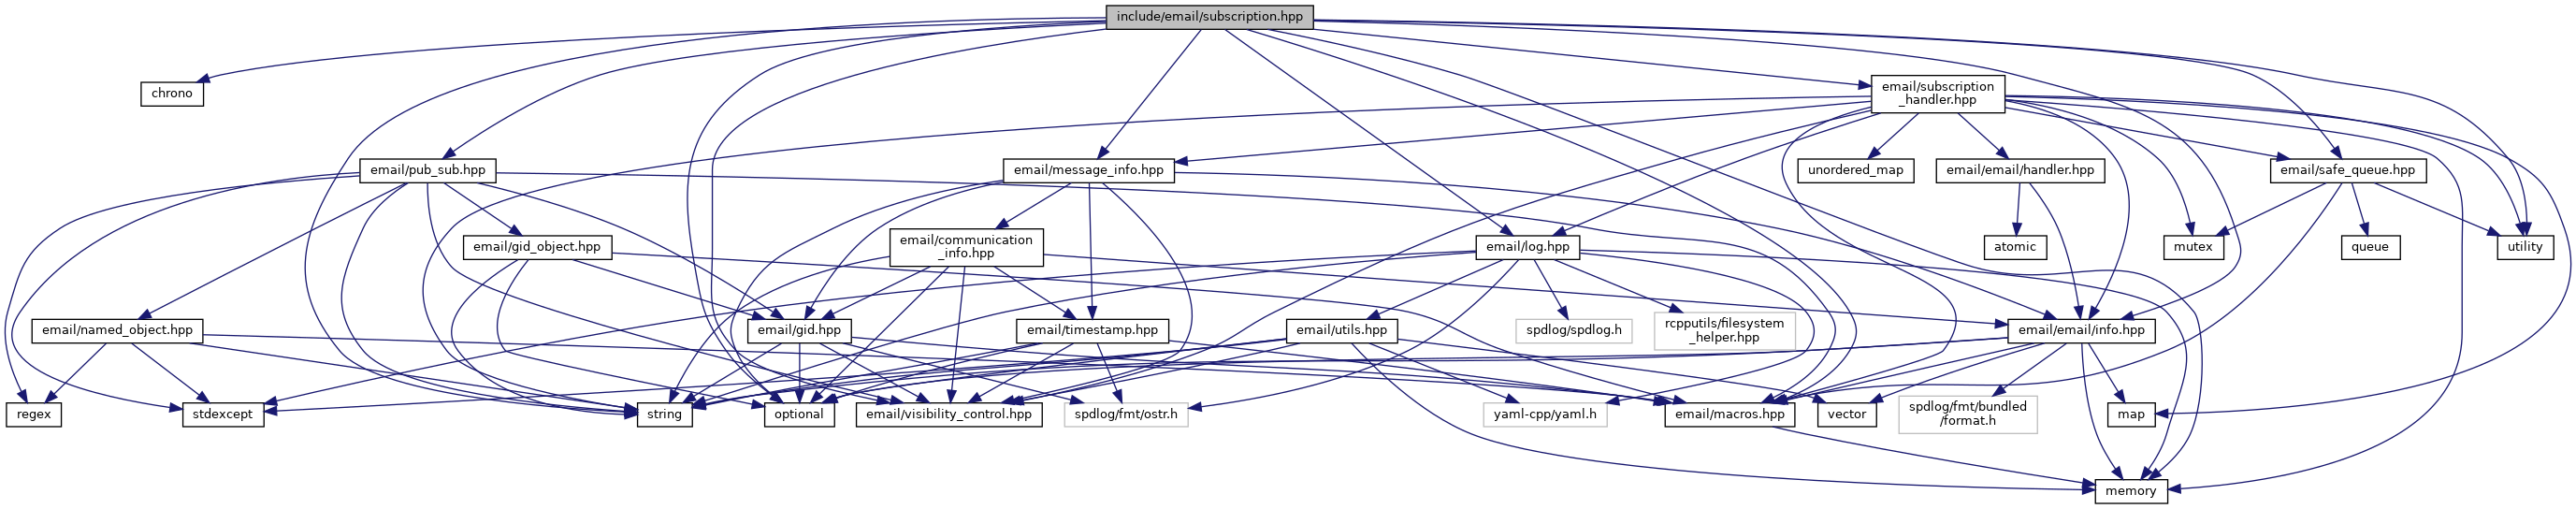 include/email/subscription.hpp
chrono
email/subscription
_handler.hpp
email/pub_sub.hpp
email/message_info.hpp
unordered_map
email/email/handler.hpp
email/safe_queue.hpp
email/gid_object.hpp
email/communication
_info.hpp
email/log.hpp
atomic
mutex
queue
utility
email/named_object.hpp
email/gid.hpp
email/timestamp.hpp
email/utils.hpp
spdlog/spdlog.h
rcpputils/filesystem
_helper.hpp
email/email/info.hpp
regex
stdexcept
string
optional
email/visibility_control.hpp
spdlog/fmt/ostr.h
yaml-cpp/yaml.h
email/macros.hpp
vector
spdlog/fmt/bundled
/format.h
map
memory